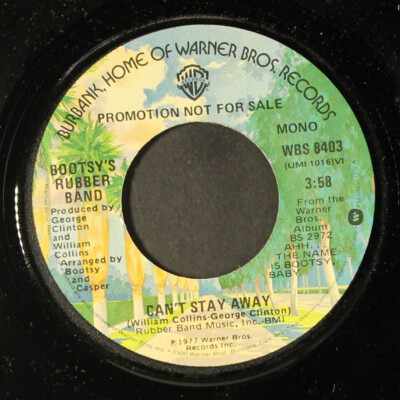 BURBANK, HOME OF WARNER BROS. RECORDS
PROMOTION NOT FOR SALE
MONO
WBS 8403
(UMI 1016)VI
3:58
BOOTSY'S
RUBBER
BAND
Produced by
George
Clinton and
William
Collins
Arranged by
Bootsy
and
Casper
From the
Warner
Bros.
Album
BS 2972
AHH...
THE NAME
IS BOOTSY,
BABY
W
CAN'T STAY AWAY
(William Collins-George Clinton)
Rubber Band Music, Inc.-BMI
℗1977 Warner Bros.
Records Inc.